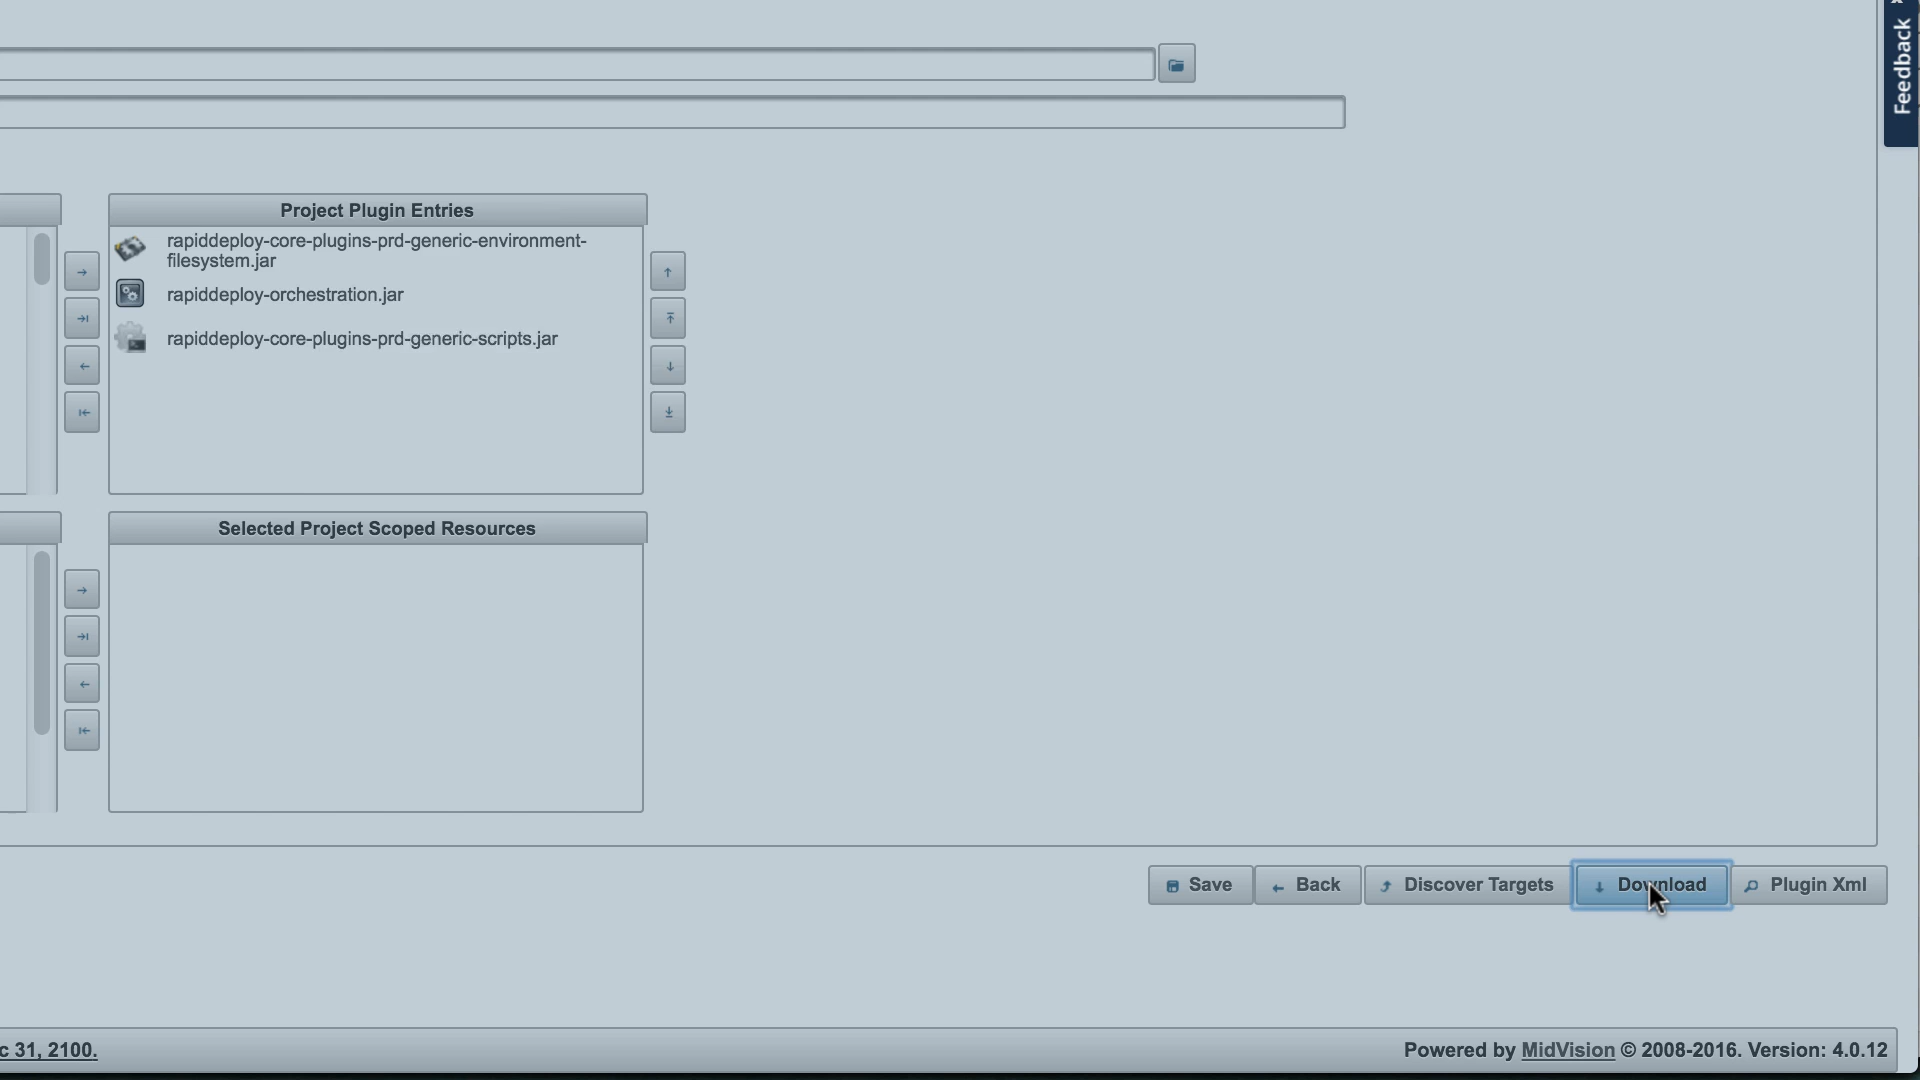 Feedback
Project Plugin Entries
rapiddeploy-core-plugins-prd-generic-environment-
filesystem.jar
rapiddeploy-orchestration.jar
rapiddeploy-core-plugins-prd-generic-scripts.jar
Selected Project Scoped Resources
Save Back Discover Targets Download Plugin Xml
c 31, 2100. Powered by MidVision © 2008-2016. Version: 4.0.12